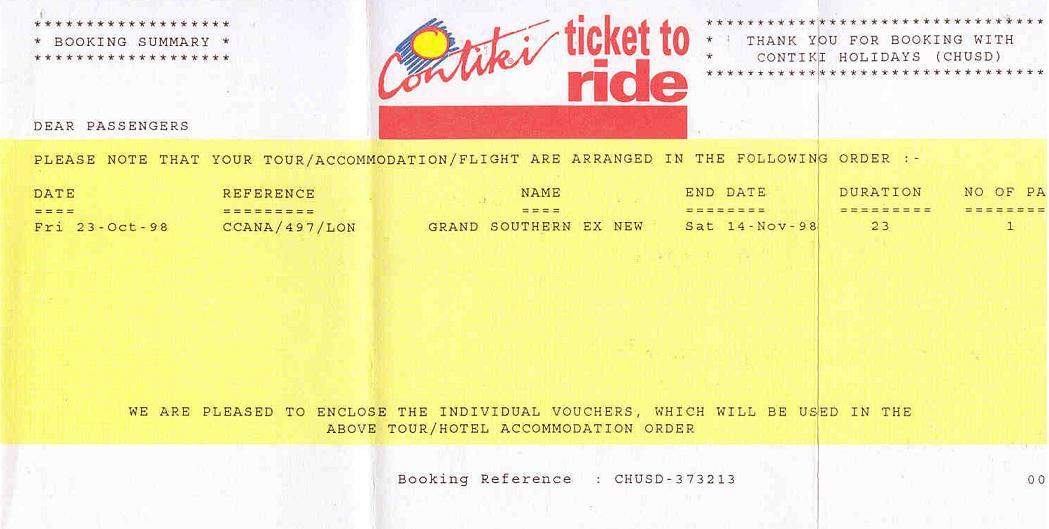 ***********************
* BOOKING SUMMARY *
***********************
Contiki ticket to
ride
* THANK YOU FOR BOOKING WITH
* CONTIKI HOLIDAYS (CHUSD)
DEAR PASSENGERS
PLEASE NOTE THAT YOUR TOUR/ACCOMMODATION/FLIGHT ARE ARRANGED IN THE FOLLOWING ORDER :-
DATE REFERENCE NAME END DATE DURATION NO OF PA
==== ========= ==== ======== ========= ========
Fri 23-Oct-98 CCANA/497/LON GRAND SOUTHERN EX NEW Sat 14-Nov-98 23 1
WE ARE PLEASED TO ENCLOSE THE INDIVIDUAL VOUCHERS, WHICH WILL BE USED IN THE
ABOVE TOUR/HOTEL ACCOMMODATION ORDER
Booking Reference : CHUSD-373213 00